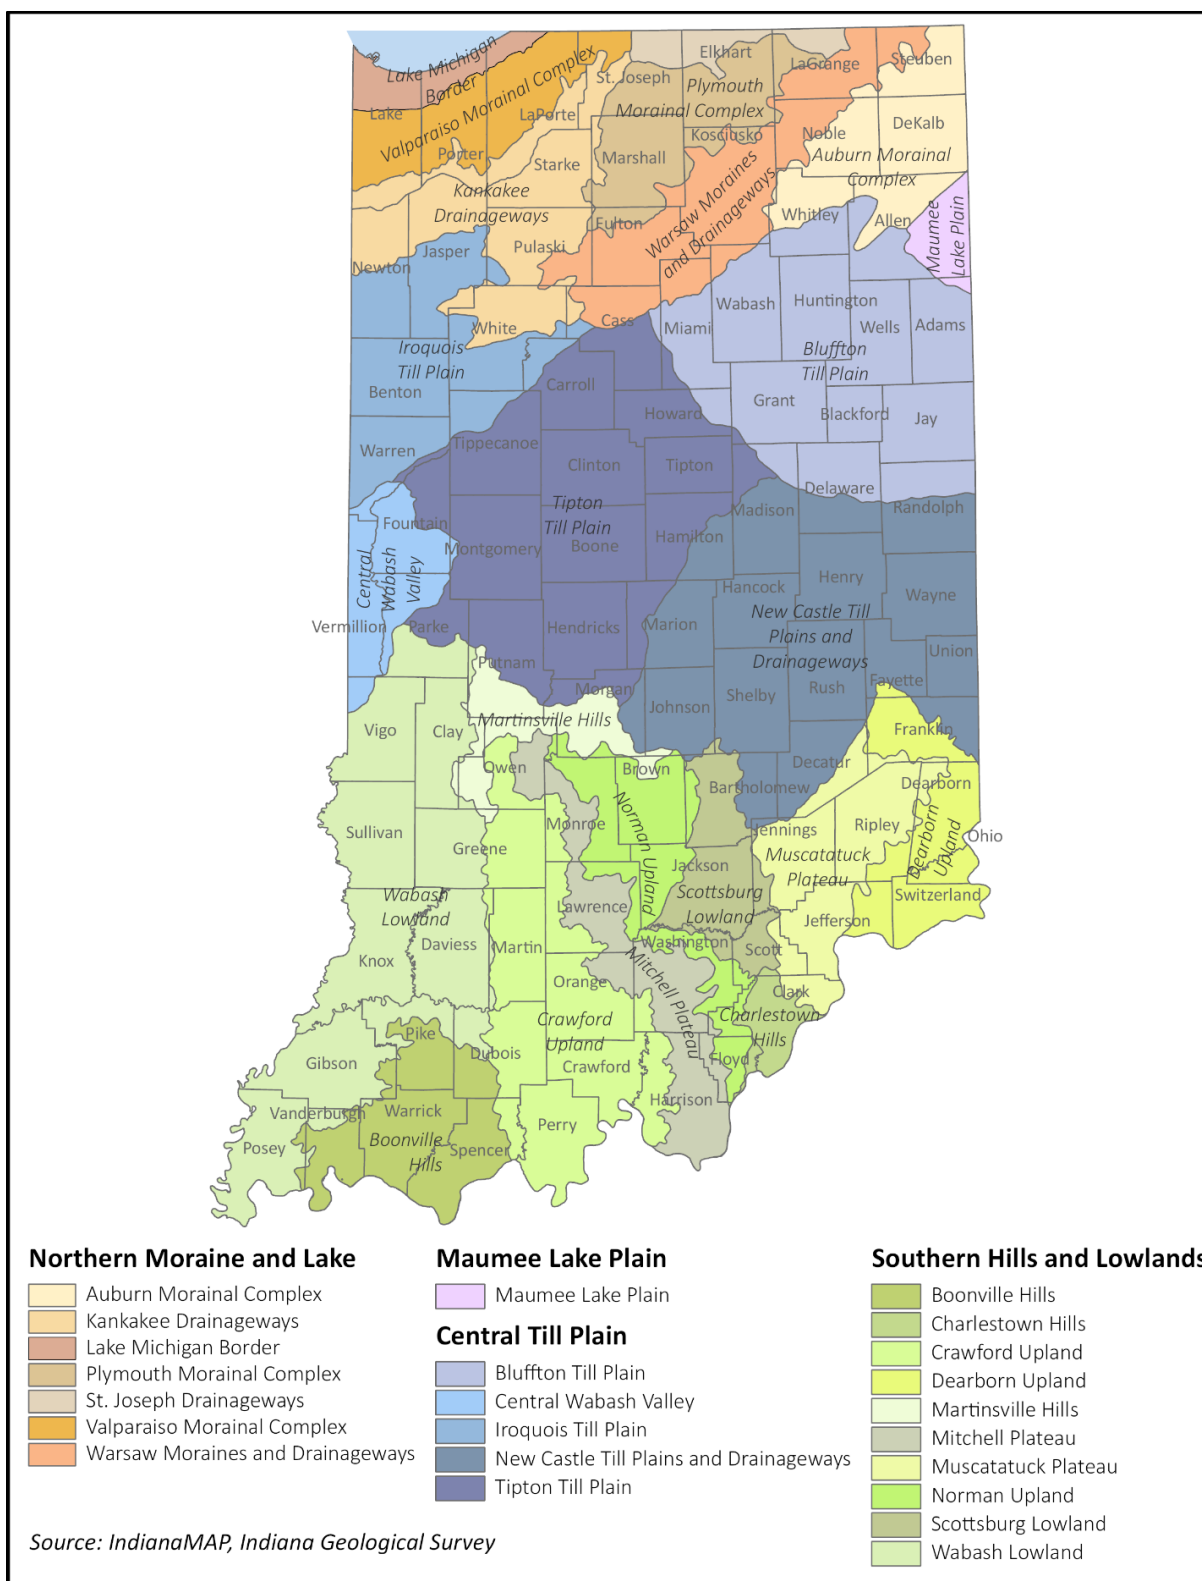 Lake Michigan
Border
Elkhart
LaGrange
Steuben
St. Joseph
Plymouth
Morainal Complex
Valparaiso Morainal Complex
Lake
LaPorte
Porter
Starke
Marshall
Kosciusko
Noble
DeKalb
Auburn Morainal
Complex
Kankakee
Drainageways
Warsaw Moraines
and Drainageways
Whitley
Allen
Maumee
Lake Plain
Fulton
Pulaski
Jasper
Newton
White
Cass
Miami
Wabash
Huntington
Wells
Adams
Iroquois
Till Plain
Bluffton
Till Plain
Benton
Carroll
Howard
Grant
Blackford
Jay
Warren
Tippecanoe
Clinton
Tipton
Delaware
Tipton
Till Plain
Madison
Randolph
Fountain
Montgomery
Boone
Hamilton
Central
Wabash
Valley
Henry
Hancock
Wayne
New Castle Till
Plains and
Drainageways
Vermillion
Parke
Hendricks
Marion
Union
Putnam
Morgan
Johnson
Shelby
Rush
Fayette
Martinsville Hills
Vigo
Clay
Franklin
Owen
Brown
Decatur
Bartholomew
Dearborn
Sullivan
Monroe
Norman Upland
Jennings
Ripley
Dearborn
Upland
Ohio
Greene
Muscatatuck
Plateau
Jackson
Scottsburg
Lowland
Switzerland
Wabash
Lowland
Lawrence
Jefferson
Daviess
Martin
Washington
Scott
Knox
Mitchell Plateau
Orange
Clark
Charlestown
Hills
Crawford
Upland
Pike
Dubois
Gibson
Crawford
Floyd
Harrison
Vanderburgh
Warrick
Perry
Posey
Boonville
Hills
Spencer
Northern Moraine and Lake
Auburn Morainal Complex
Kankakee Drainageways
Lake Michigan Border
Plymouth Morainal Complex
St. Joseph Drainageways
Valparaiso Morainal Complex
Warsaw Moraines and Drainageways
Maumee Lake Plain
Maumee Lake Plain
Central Till Plain
Bluffton Till Plain
Central Wabash Valley
Iroquois Till Plain
New Castle Till Plains and Drainageways
Tipton Till Plain
Southern Hills and Lowlands
Boonville Hills
Charlestown Hills
Crawford Upland
Dearborn Upland
Martinsville Hills
Mitchell Plateau
Muscatatuck Plateau
Norman Upland
Scottsburg Lowland
Wabash Lowland
Source: IndianaMAP, Indiana Geological Survey